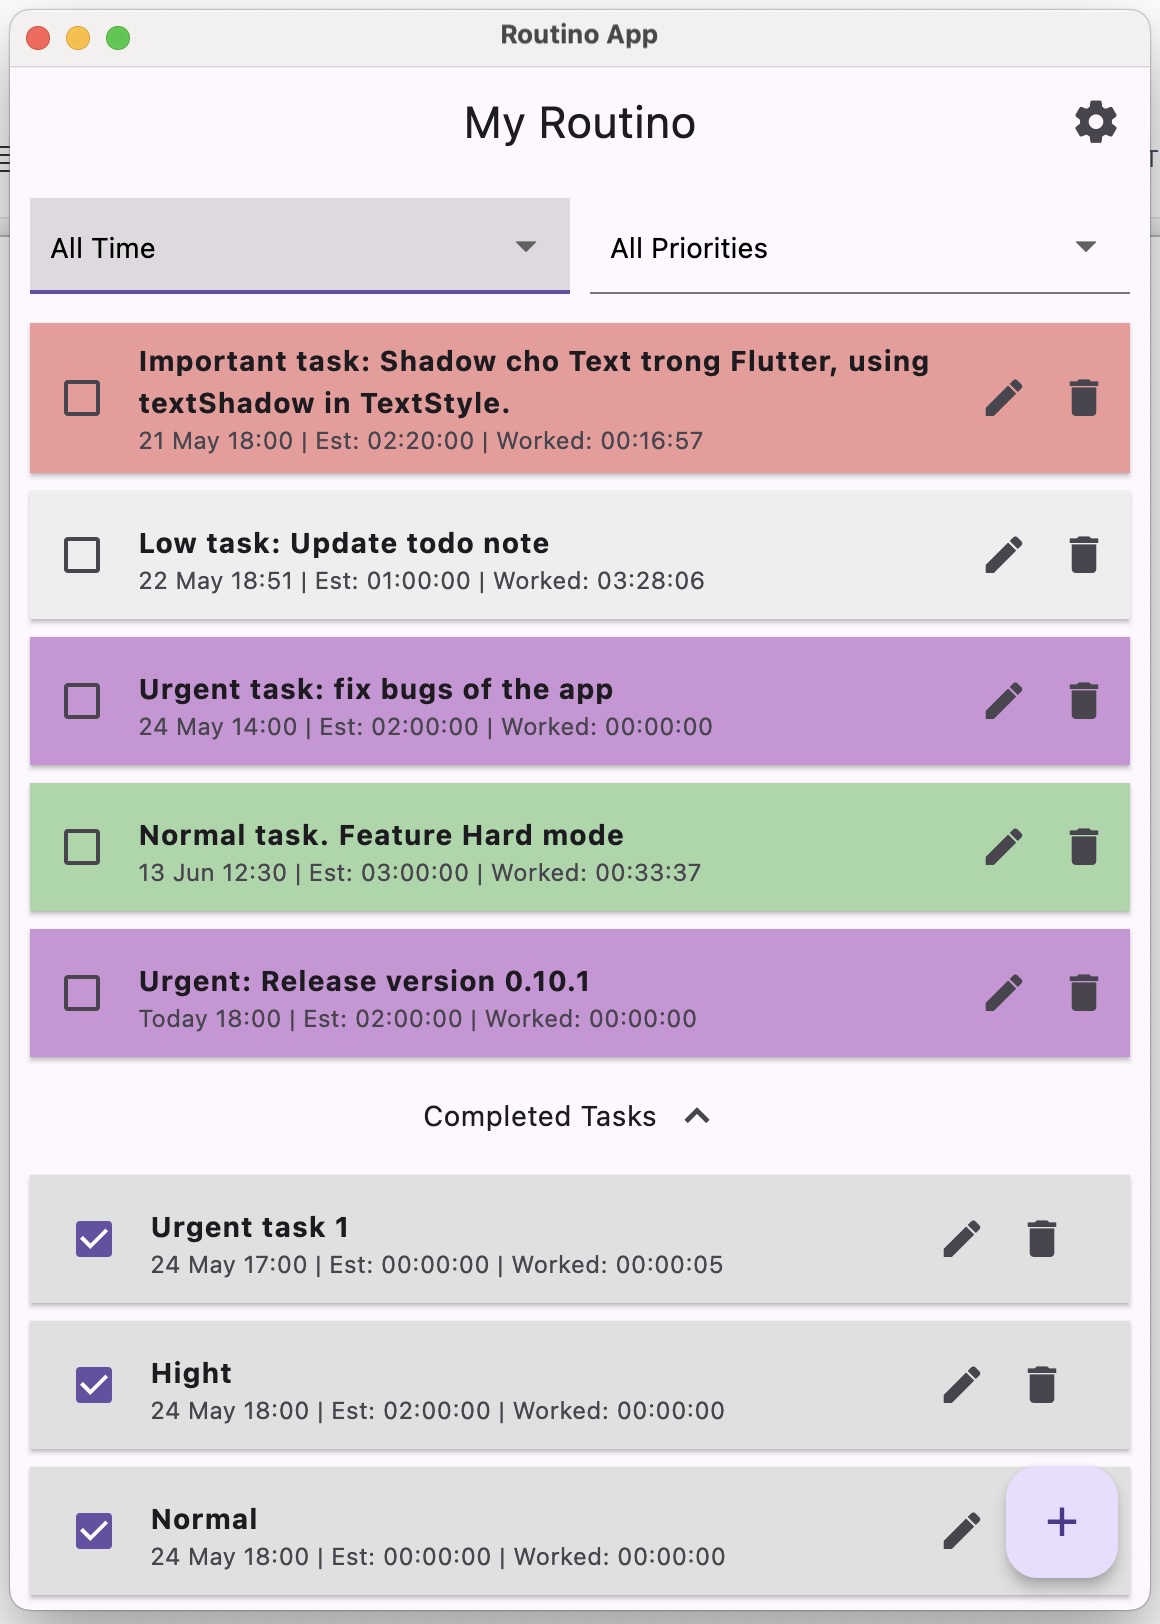 Routino App
My Routino
All Time
All Priorities
Important task: Shadow cho Text trong Flutter, using
textShadow in TextStyle.
21 May 18:00 | Est: 02:20:00 | Worked: 00:16:57
Low task: Update todo note
22 May 18:51 | Est: 01:00:00 | Worked: 03:28:06
Urgent task: fix bugs of the app
24 May 14:00 | Est: 02:00:00 | Worked: 00:00:00
Normal task. Feature Hard mode
13 Jun 12:30 | Est: 03:00:00 | Worked: 00:33:37
Urgent: Release version 0.10.1
Today 18:00 | Est: 02:00:00 | Worked: 00:00:00
Completed Tasks
Urgent task 1
24 May 17:00 | Est: 00:00:00 | Worked: 00:00:05
Hight
24 May 18:00 | Est: 02:00:00 | Worked: 00:00:00
Normal
24 May 18:00 | Est: 00:00:00 | Worked: 00:00:00